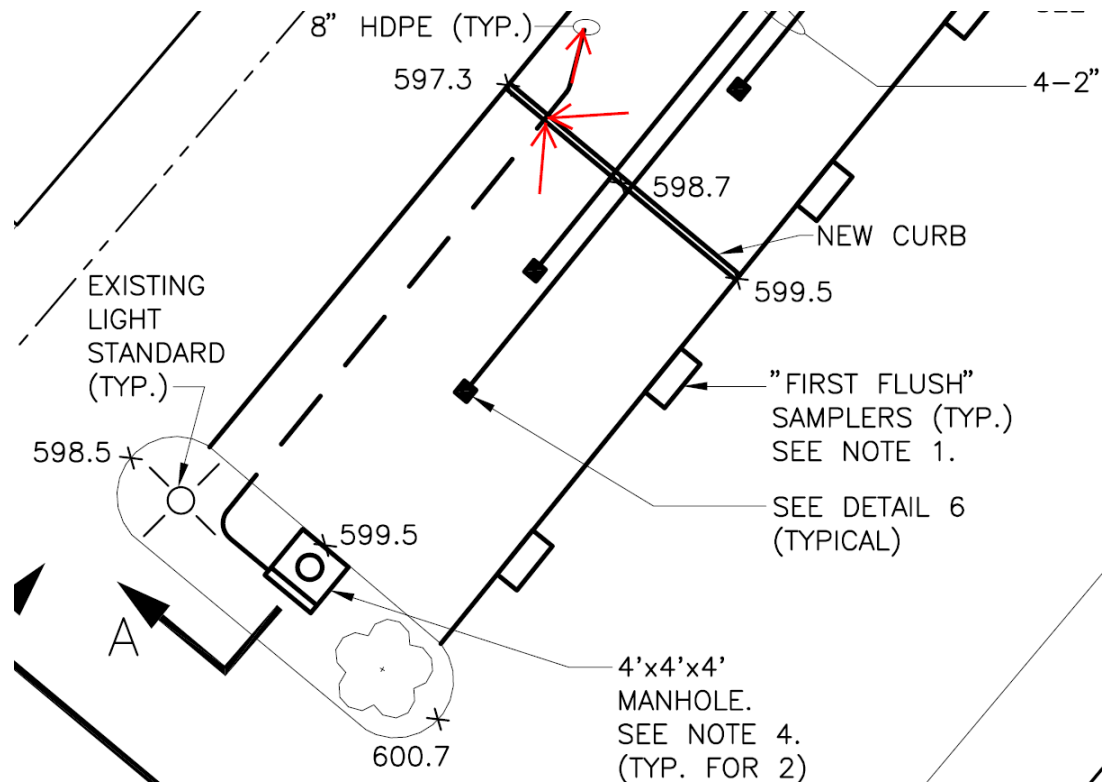 8" HDPE (TYP.)
597.3
4-2"
598.7
NEW CURB
599.5
EXISTING
LIGHT
STANDARD
(TYP.)
"FIRST FLUSH"
SAMPLERS (TYP.)
SEE NOTE 1.
598.5
SEE DETAIL 6
(TYPICAL)
599.5
A
4'x4'x4'
MANHOLE.
SEE NOTE 4.
(TYP. FOR 2)
600.7